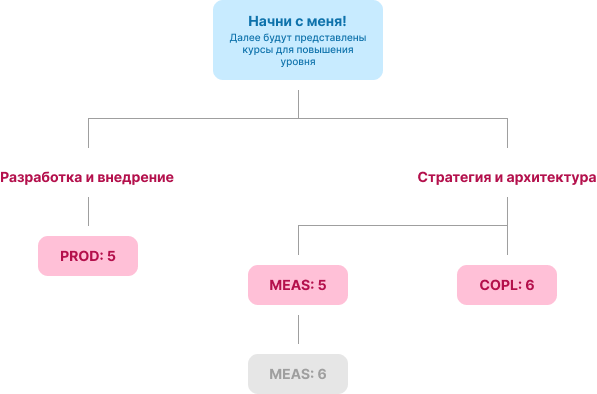 Начни с меня!
Далее будут представлены
курсы для повышения
уровня
Разработка и внедрение
Стратегия и архитектура
PROD: 5
MEAS: 5
COPL: 6
MEAS: 6